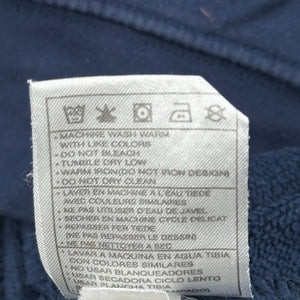 • MACHINE WASH WARM
WITH LIKE COLORS
• DO NOT BLEACH
• TUMBLE DRY LOW
• WARM IRON(DO NOT IRON DESIGN)
• DO NOT DRY CLEAN
• LAVER EN MACHINE A L'EAU TIEDE
AVEC COULEURS SIMILAIRES
• NE PAS UTILISER D'EAU DE JAVEL
• SECHER EN MACHINE CYCLE DELICAT
• REPASSER FER TIEDE
(NE PAS REPASSER LE DESSIN)
• NE PAS NETTOYER A SEC
• LAVAR A MAQUINA EN AGUA TIBIA
CON COLORES SIMILARES
• NO USAR BLANQUEADORES
• USAR SECADORA CICLO LENTO
• USAR PLANCHA TIBIA